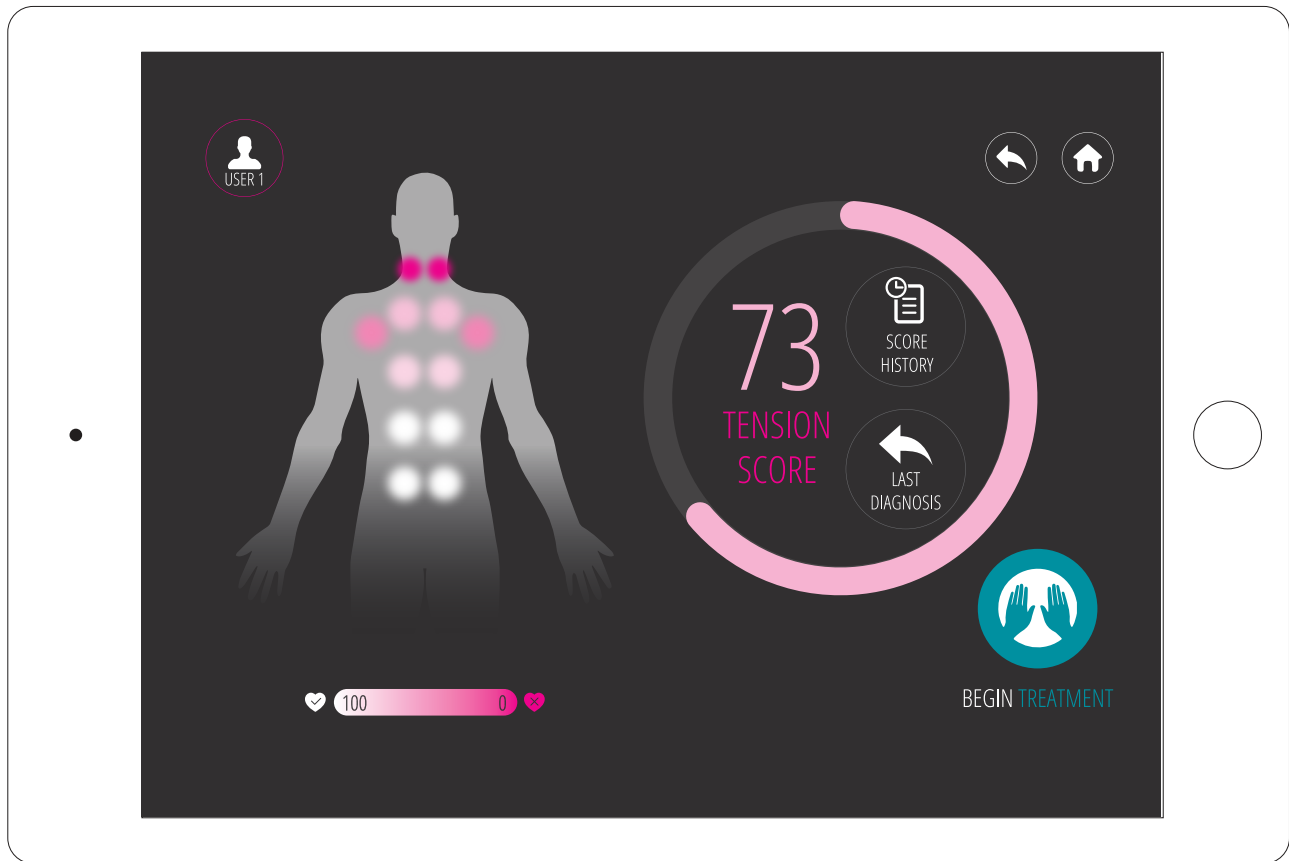 USER 1
73
TENSION
SCORE
SCORE
HISTORY
LAST
DIAGNOSIS
100 0
BEGIN TREATMENT